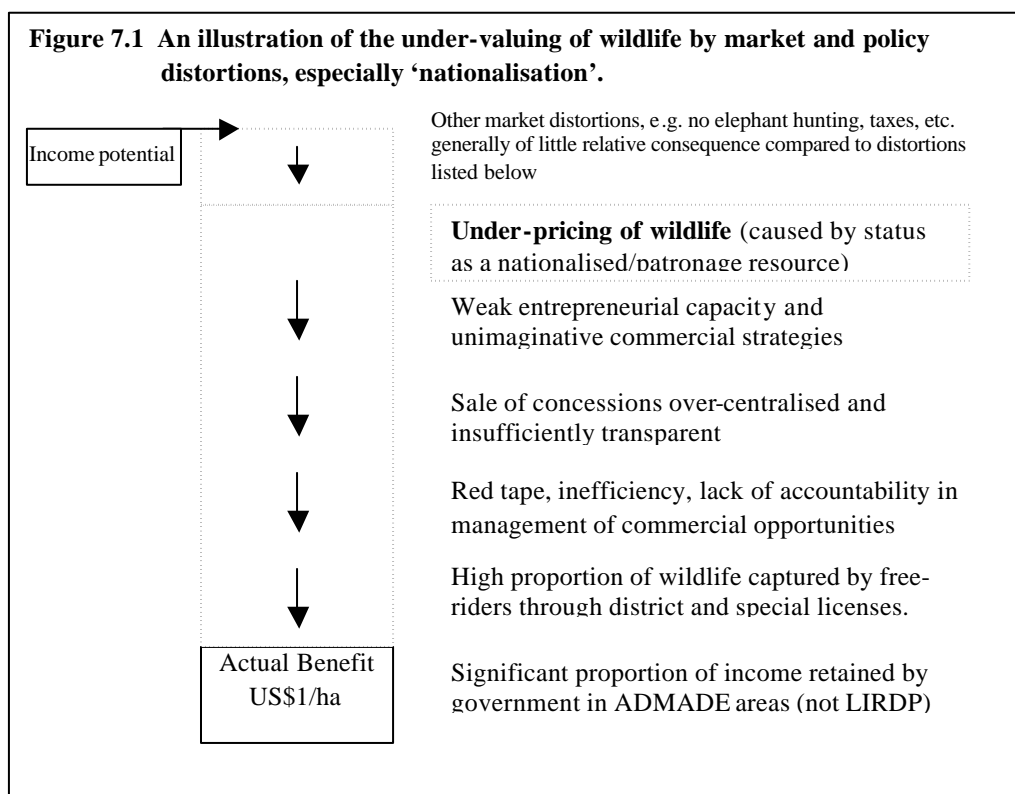 Figure 7.1 An illustration of the under-valuing of wildlife by market and policy
distortions, especially ‘nationalisation’.
Income potential
Other market distortions, e.g. no elephant hunting, taxes, etc.
generally of little relative consequence compared to distortions
listed below
Under-pricing of wildlife (caused by status
as a nationalised/patronage resource)
Weak entrepreneurial capacity and
unimaginative commercial strategies
Sale of concessions over-centralised and
insufficiently transparent
Red tape, inefficiency, lack of accountability in
management of commercial opportunities
High proportion of wildlife captured by free-
riders through district and special licenses.
Actual Benefit
US$1/ha
Significant proportion of income retained by
government in ADMADE areas (not LIRDP)